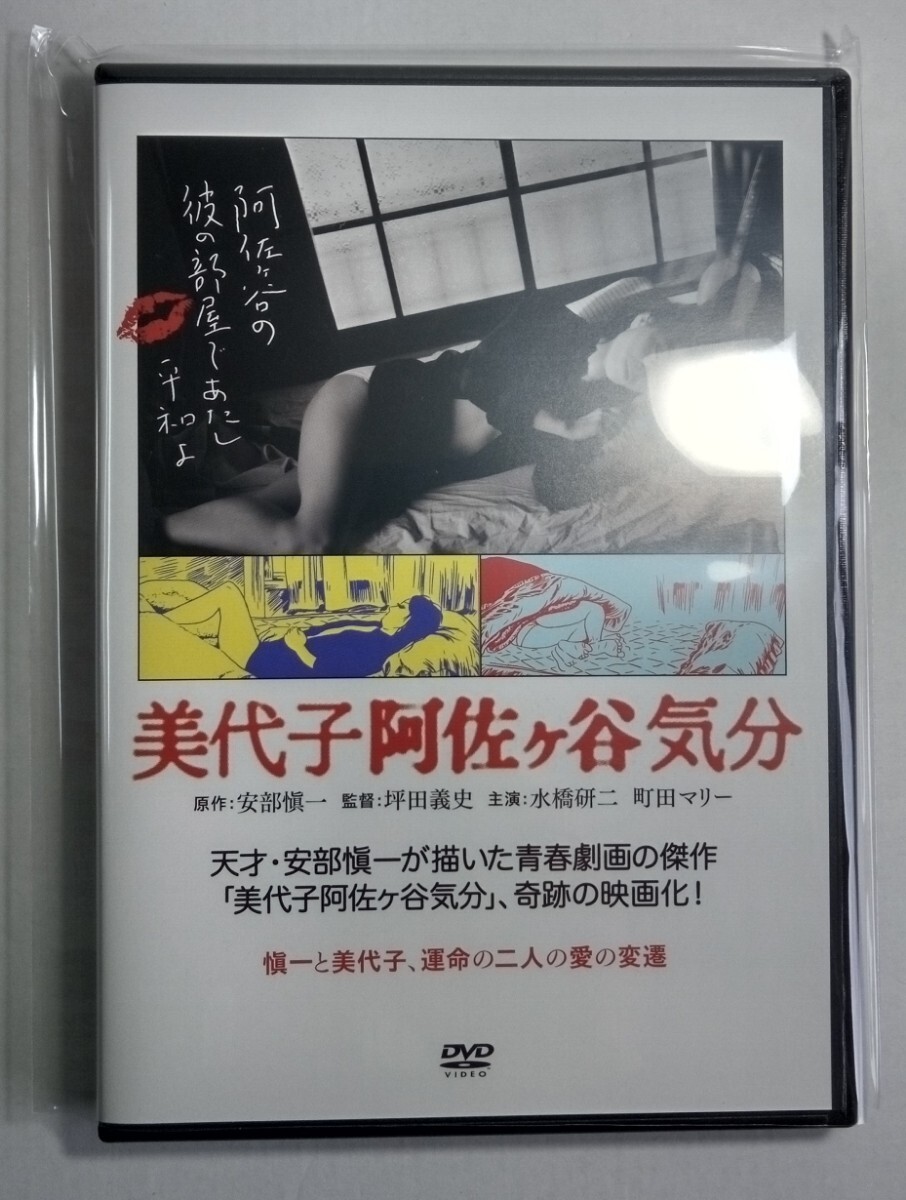 阿佐ヶ谷の
彼の部屋であたし
平和よ
美代子阿佐ヶ谷気分
原作:安部愼一 監督:坪田義史 主演:水橋研二 町田マリー
天才・安部愼一が描いた青春劇画の傑作
「美代子阿佐ヶ谷気分」、奇跡の映画化!
愼一と美代子、運命の二人の愛の変遷
DVD
VIDEO